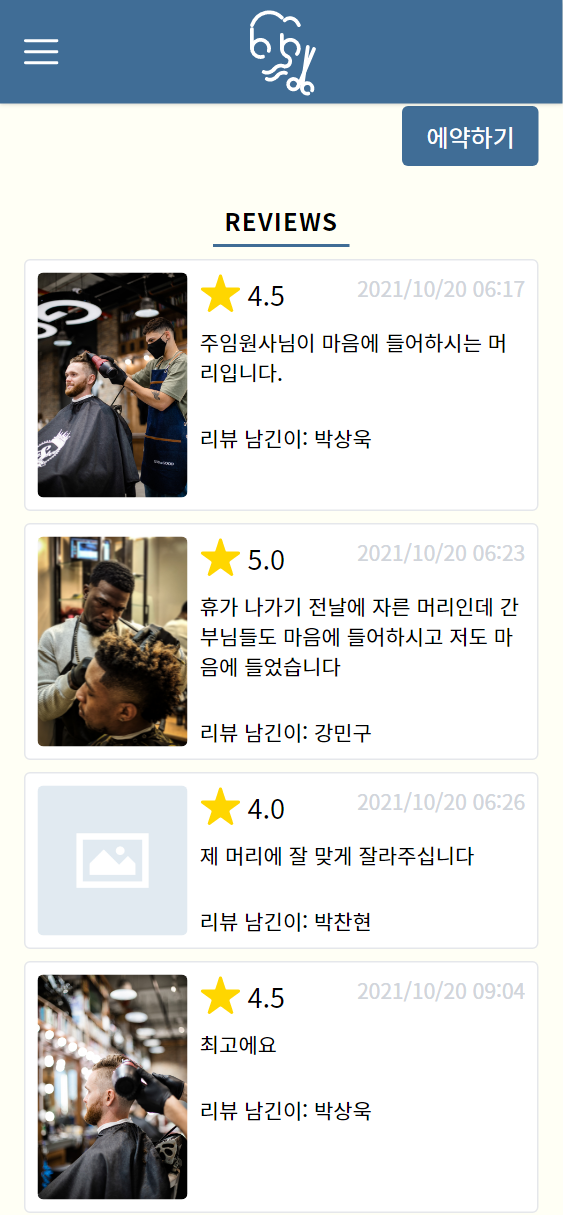 에약하기
REVIEWS
4.5
2021/10/20 06:17
주임원사님이 마음에 들어하시는 머
리입니다.
리뷰 남긴이: 박상욱
5.0
2021/10/20 06:23
휴가 나가기 전날에 자른 머리인데 간
부님들도 마음에 들어하시고 저도 마
음에 들었습니다
리뷰 남긴이: 강민구
4.0
2021/10/20 06:26
제 머리에 잘 맞게 잘라주십니다
리뷰 남긴이: 박찬현
4.5
2021/10/20 09:04
최고에요
리뷰 남긴이: 박상욱